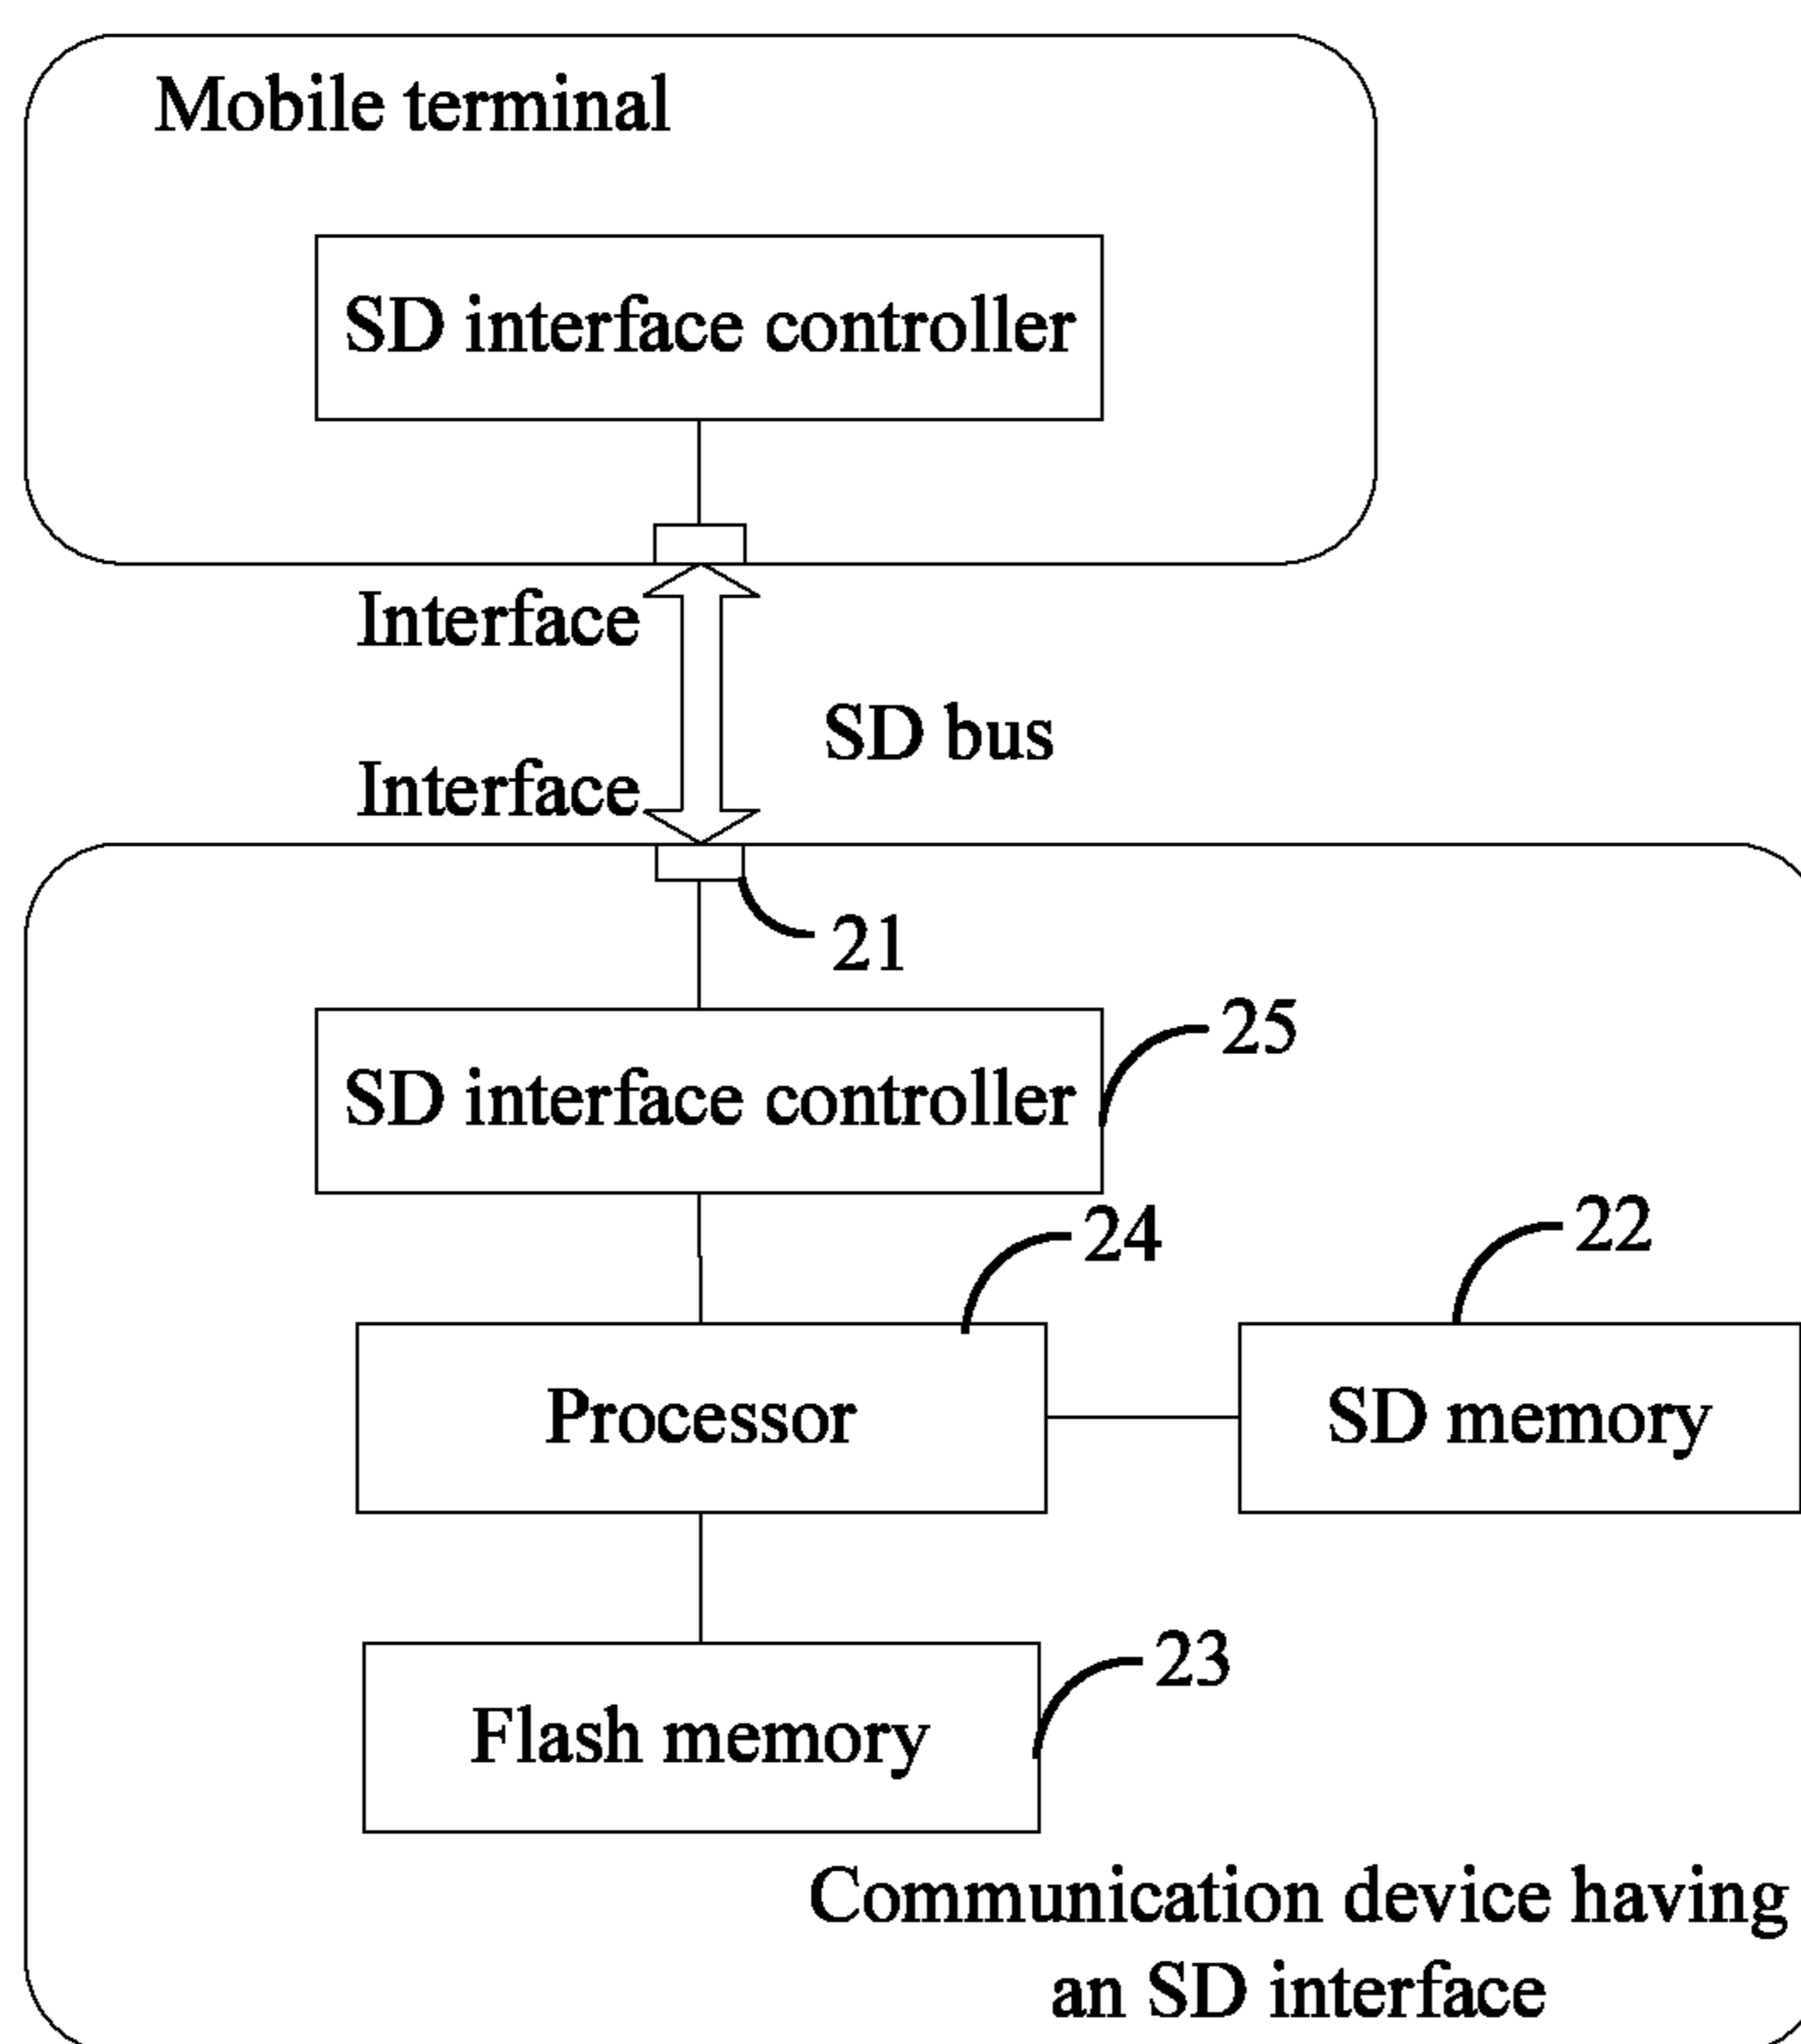 Mobile terminal
SD interface controller
Interface
SD bus
Interface
21
25
SD interface controller
24
22
Processor
SD memory
23
Flash memory
Communication device having
an SD interface